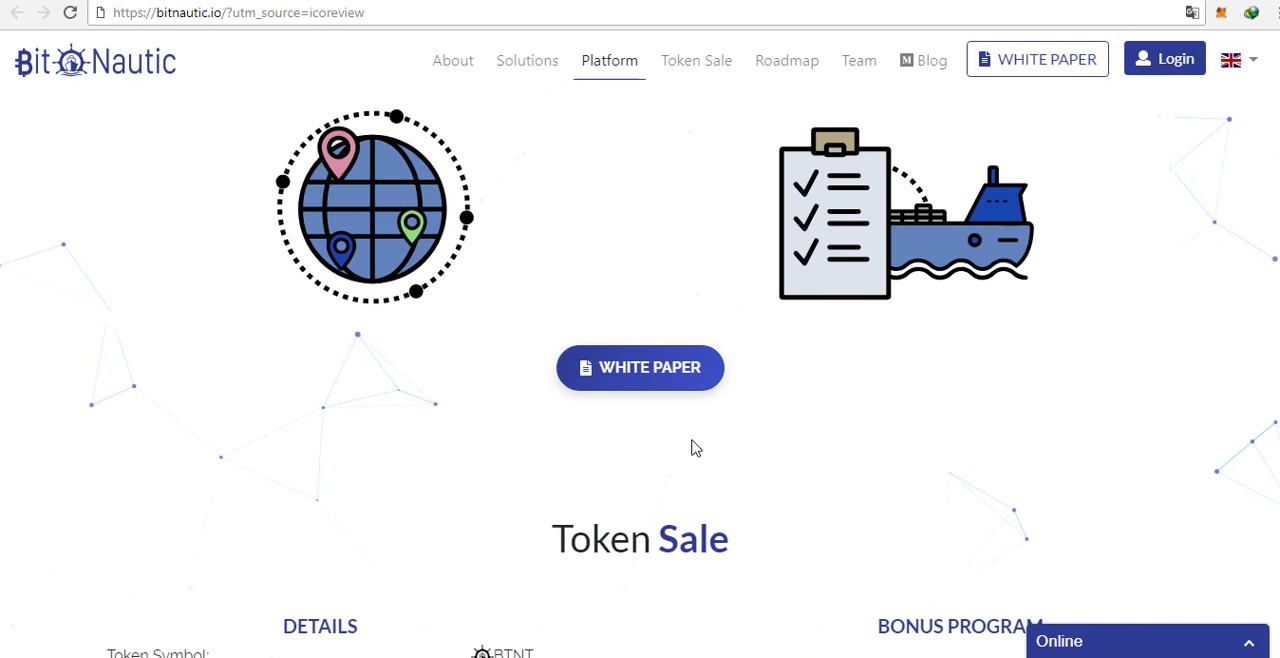 https://bitnautic.io/?utm_source=icoreview
BitNautic
About Solutions Platform Token Sale Roadmap Team Blog WHITE PAPER Login
WHITE PAPER
Token Sale
DETAILS BONUS PROGRAM
Online
Token Symbol: BTNT